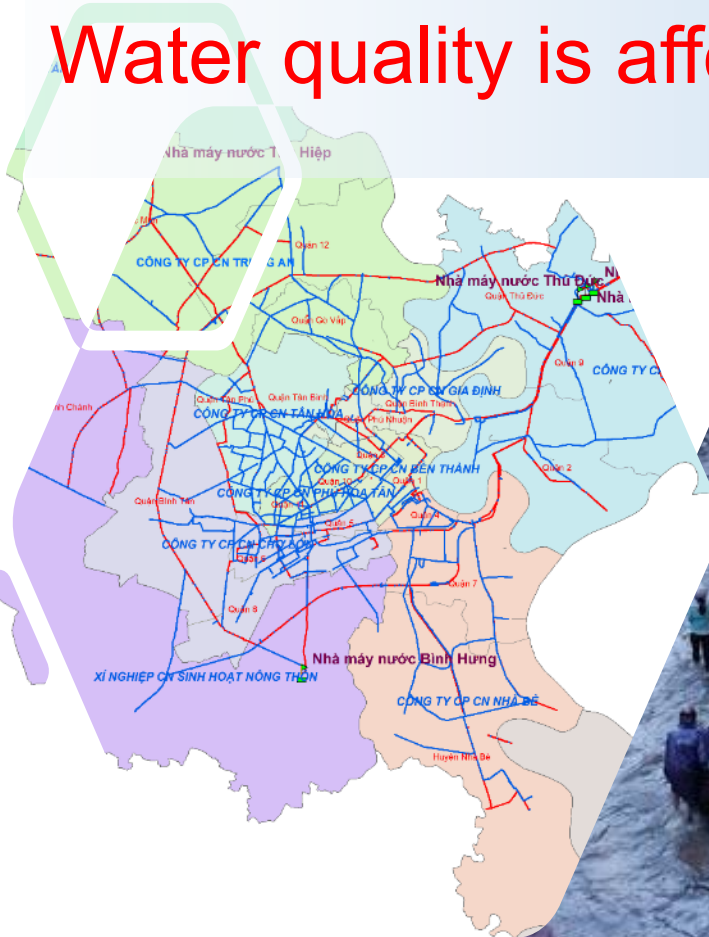 Water quality is aff
Nhà máy nước T Hiệp
Quận 12
CÔNG TY CP CN TRUNG AN
Nhà máy nước Thủ Đức
Nhà
Quận Thủ Đức
Quận Gò Vấp
Quận 9
CÔNG TY C
CÔNG TY CP CN GIA ĐỊNH
Quận Tân Phú
Quận Tân Bình
Quận Bình Thạnh
nh Chánh
CÔNG TY CP CN TÂN HÒA
Phú Nhuận
Quận 3
CÔNG TY CP CN BẾN THÀNH
Quận 2
Quận 10
Quận 1
CÔNG TY CP CN PHÚ HÒA TÂN
Quận Bình Tân
Quận 5
Quận 4
CÔNG TY CP CN CHỢ LỚN
Quận 6
Quận 7
Quận 8
Nhà máy nước Bình Hưng
XÍ NGHIỆP CN SINH HOẠT NÔNG THÔN
CÔNG TY CP CN NHÀ BÈ
Huyện Nhà Bè